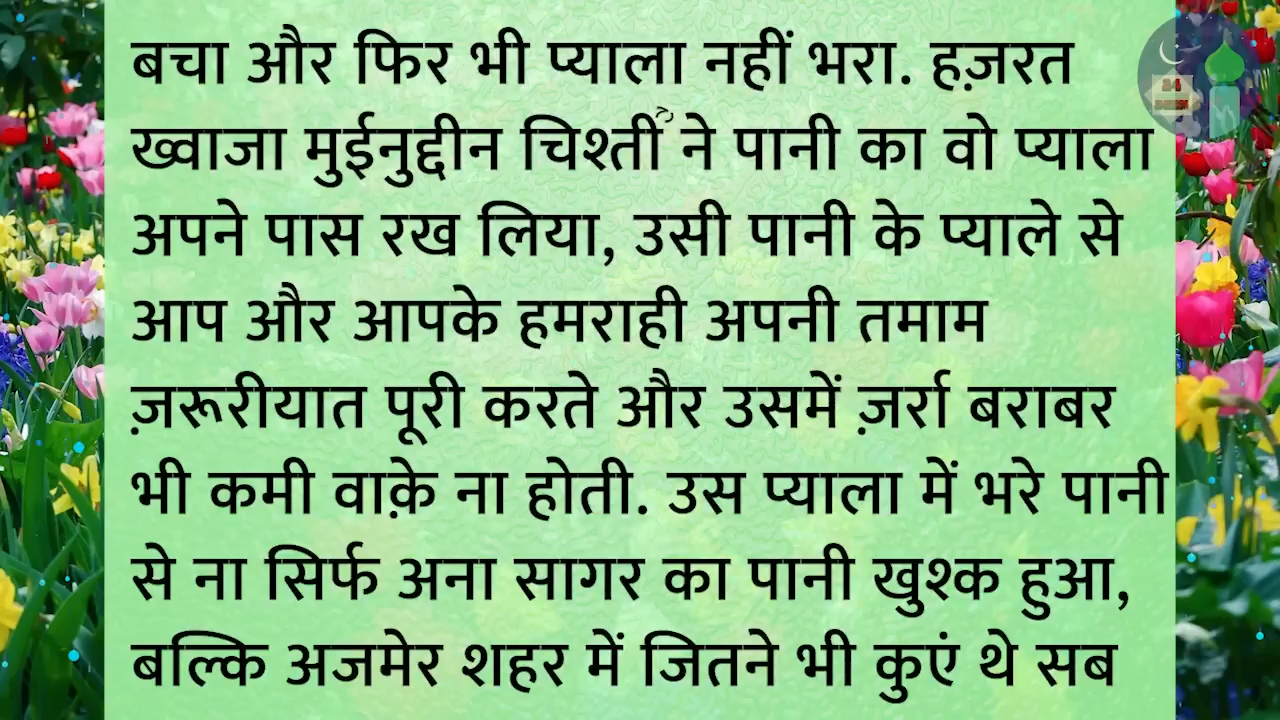 बचा और फिर भी प्याला नहीं भरा. हज़रत
ख्वाजा मुईनुद्दीन चिश्ती ने पानी का वो प्याला
अपने पास रख लिया, उसी पानी के प्याले से
आप और आपके हमराही अपनी तमाम
ज़रूरीयात पूरी करते और उसमें ज़र्रा बराबर
भी कमी वाक़े ना होती. उस प्याला में भरे पानी
से ना सिर्फ अना सागर का पानी खुश्क हुआ,
बल्कि अजमेर शहर में जितने भी कुएं थे सब